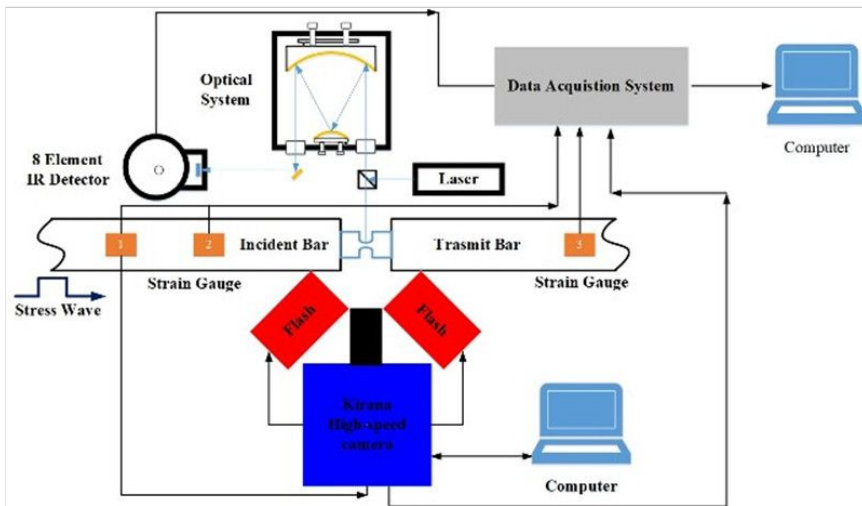 Optical
System
Data Acquistion System
Computer
8 Element
IR Detector
Laser
1
2
Incident Bar
Trasmit Bar
3
Strain Gauge
Strain Gauge
Stress Wave
Flash
Flash
Kirana
High-speed
camera
Computer